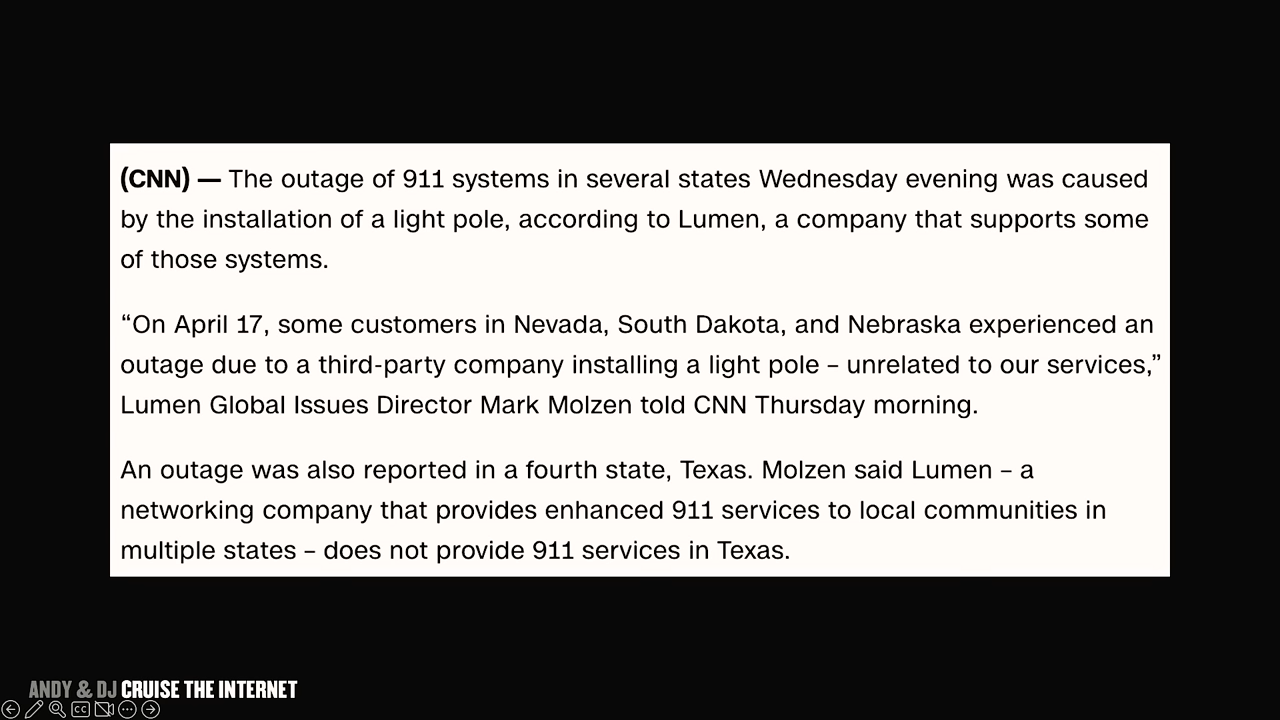 (CNN) — The outage of 911 systems in several states Wednesday evening was caused
by the installation of a light pole, according to Lumen, a company that supports some
of those systems.
“On April 17, some customers in Nevada, South Dakota, and Nebraska experienced an
outage due to a third-party company installing a light pole – unrelated to our services,”
Lumen Global Issues Director Mark Molzen told CNN Thursday morning.
An outage was also reported in a fourth state, Texas. Molzen said Lumen – a
networking company that provides enhanced 911 services to local communities in
multiple states – does not provide 911 services in Texas.
ANDY & DJ CRUISE THE INTERNET
CC